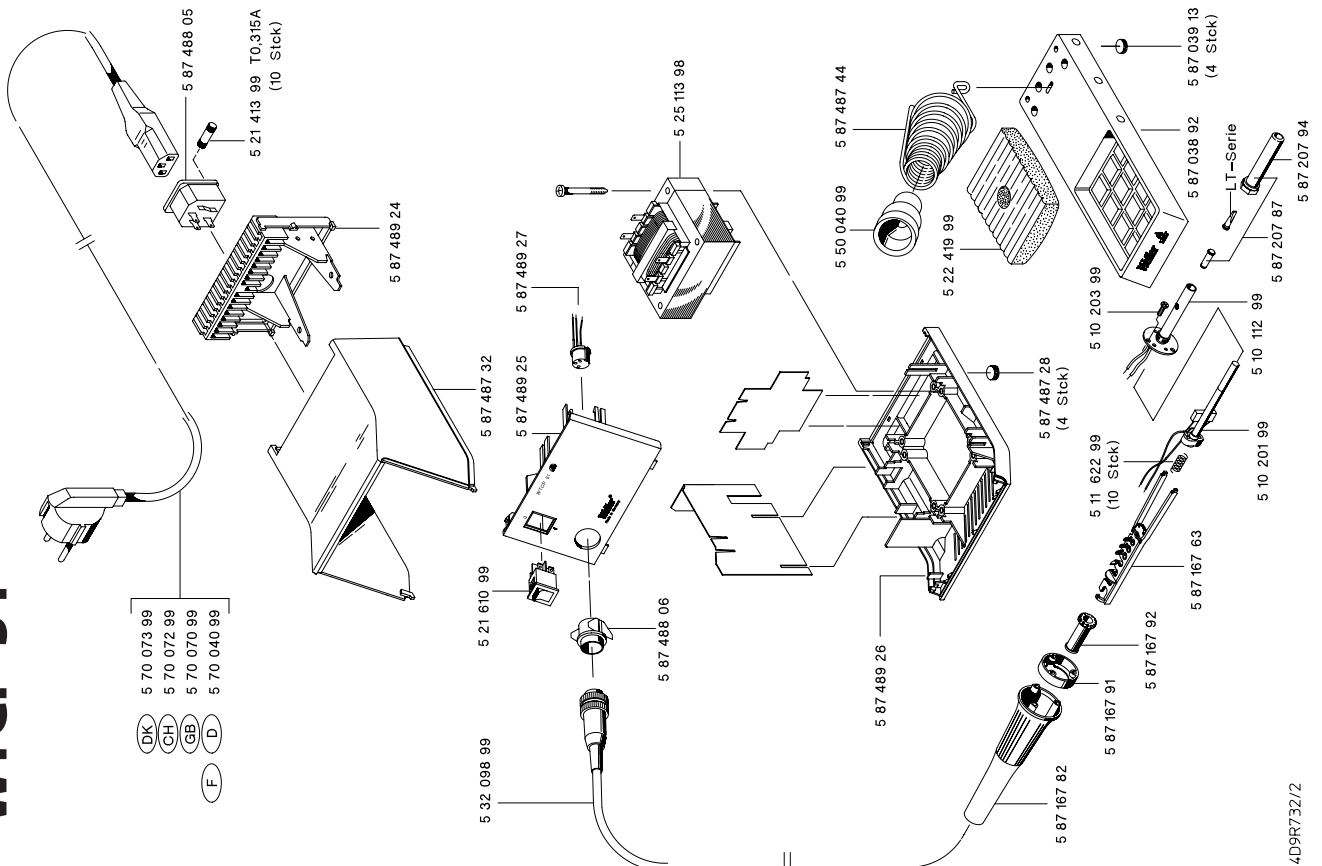 DK 5 70 073 99
CH 5 70 072 99
GB 5 70 070 99
F D 5 70 040 99
5 87 488 05
5 21 413 99 T0,315A
(10 Stck)
5 87 489 24
5 87 487 32
5 87 489 27
5 87 489 25
WTCP 51
Weller
5 21 610 99
5 87 488 06
5 32 098 99
5 25 113 98
5 87 487 28
(4 Stck)
5 87 489 26
5 87 487 44
5 50 040 99
5 22 419 99
Weller
5 87 039 13
(4 Stck)
5 87 038 92
LT-Serie
5 87 207 94
5 87 207 87
5 10 203 99
5 10 112 99
5 11 622 99
(10 Stck)
5 10 201 99
5 87 167 63
5 87 167 92
5 87 167 91
5 87 167 82
4D9R732/2